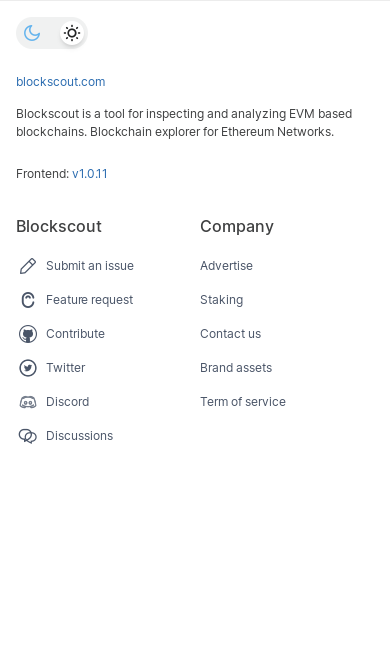 blockscout.com
Blockscout is a tool for inspecting and analyzing EVM based
blockchains. Blockchain explorer for Ethereum Networks.
Frontend: v1.0.11
Blockscout
Submit an issue
Feature request
Contribute
Twitter
Discord
Discussions
Company
Advertise
Staking
Contact us
Brand assets
Term of service